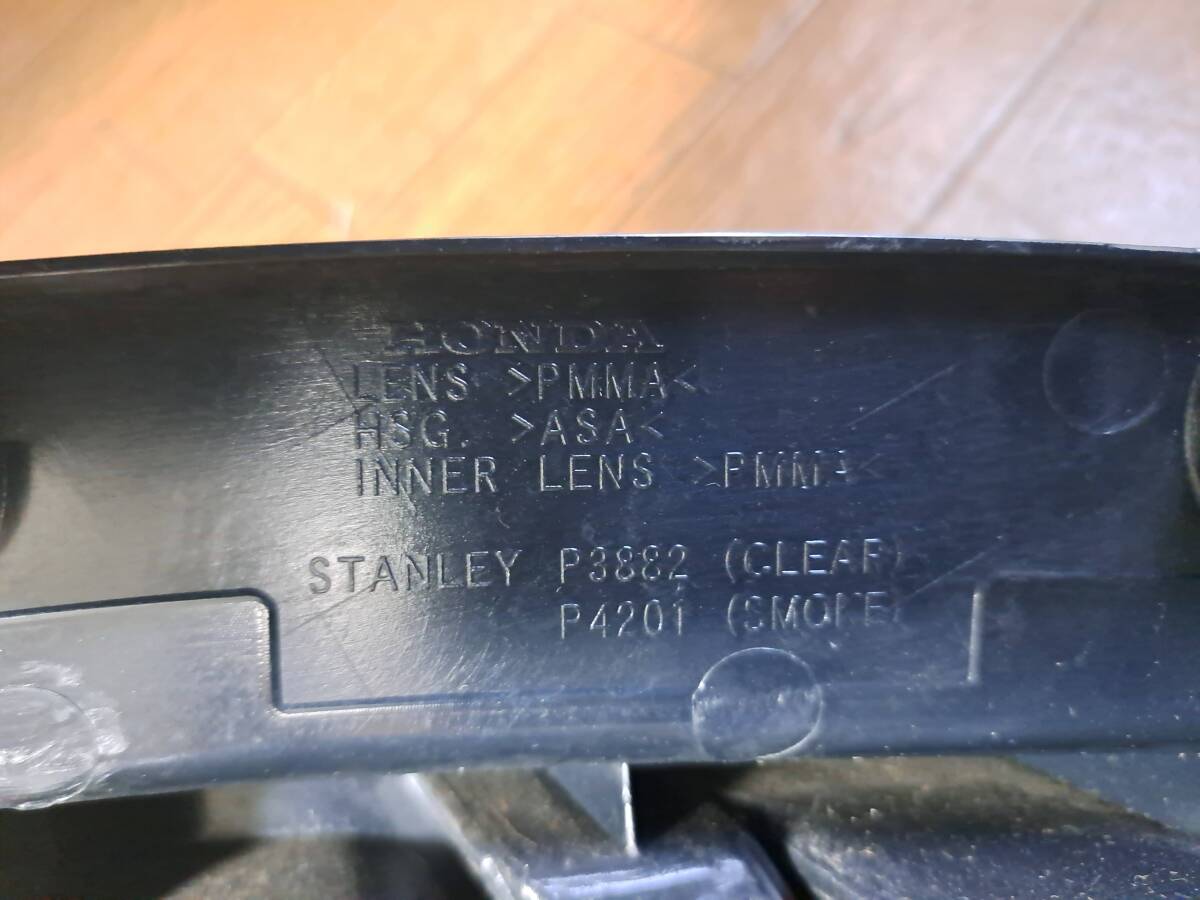 HONDA
LENS >PMMA<
HSG. >ASA<
INNER LENS >PMMA<
STANLEY P3882 (CLEAR)
P4201 (SMOKE)